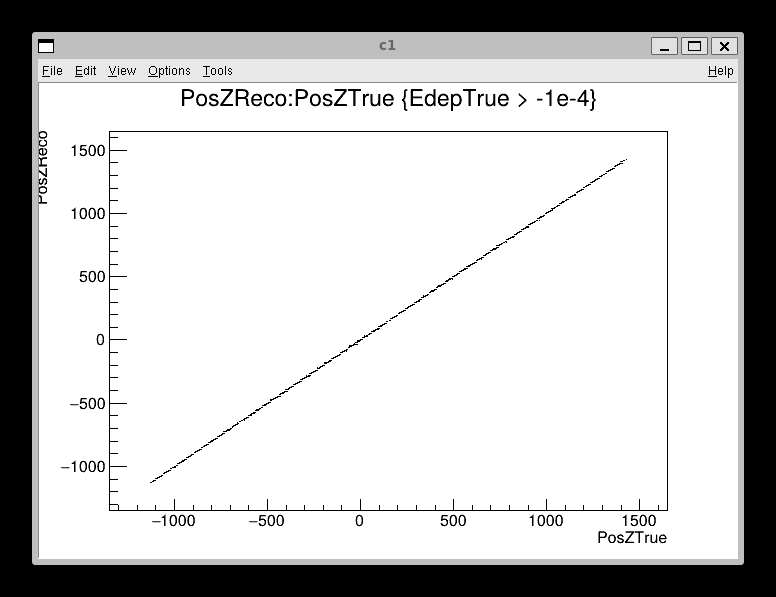 c1
File Edit View Options Tools Help
PosZReco:PosZTrue {EdepTrue > -1e-4}
PosZReco
1500
1000
500
0
−500
−1000
−1000 −500 0 500 1000 1500
PosZTrue